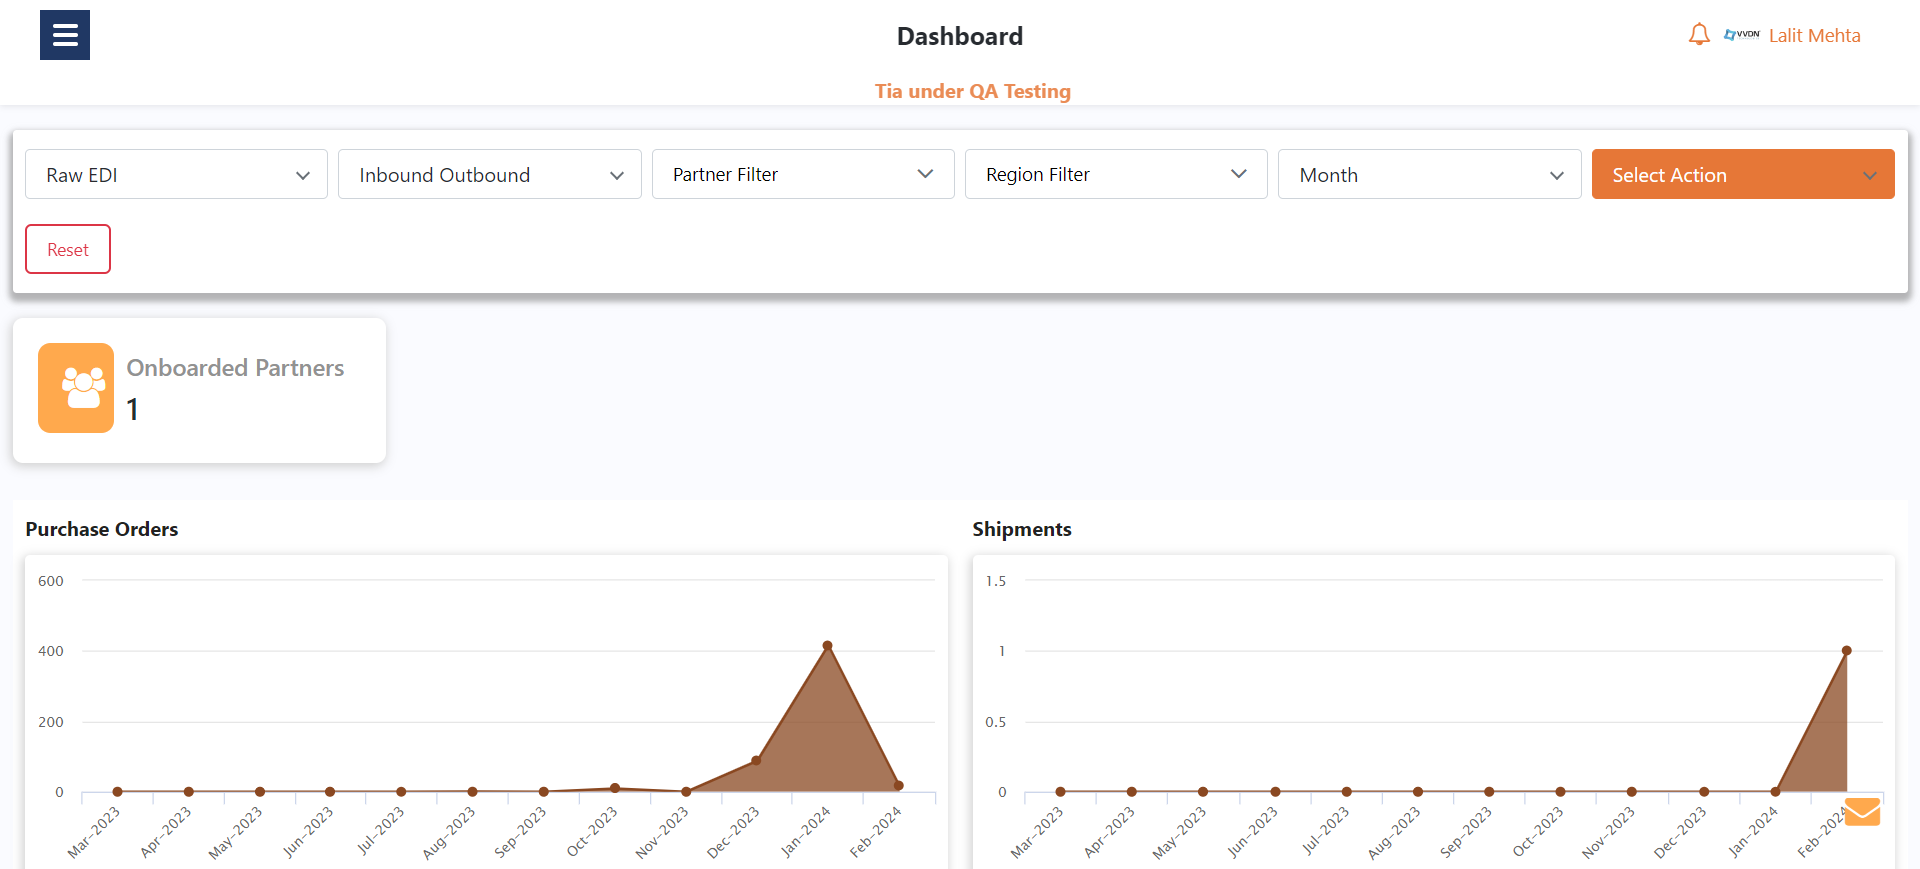 Dashboard
VVDN Lalit Mehta
Tia under QA Testing
Raw EDI
Inbound Outbound
Partner Filter
Region Filter
Month
Select Action
Reset
Onboarded Partners
1
Purchase Orders
600
400
200
0
Mar-2023
Apr-2023
May-2023
Jun-2023
Jul-2023
Aug-2023
Sep-2023
Oct-2023
Nov-2023
Dec-2023
Jan-2024
Feb-2024
Shipments
1.5
1
0.5
0
Mar-2023
Apr-2023
May-2023
Jun-2023
Jul-2023
Aug-2023
Sep-2023
Oct-2023
Nov-2023
Dec-2023
Jan-2024
Feb-2024